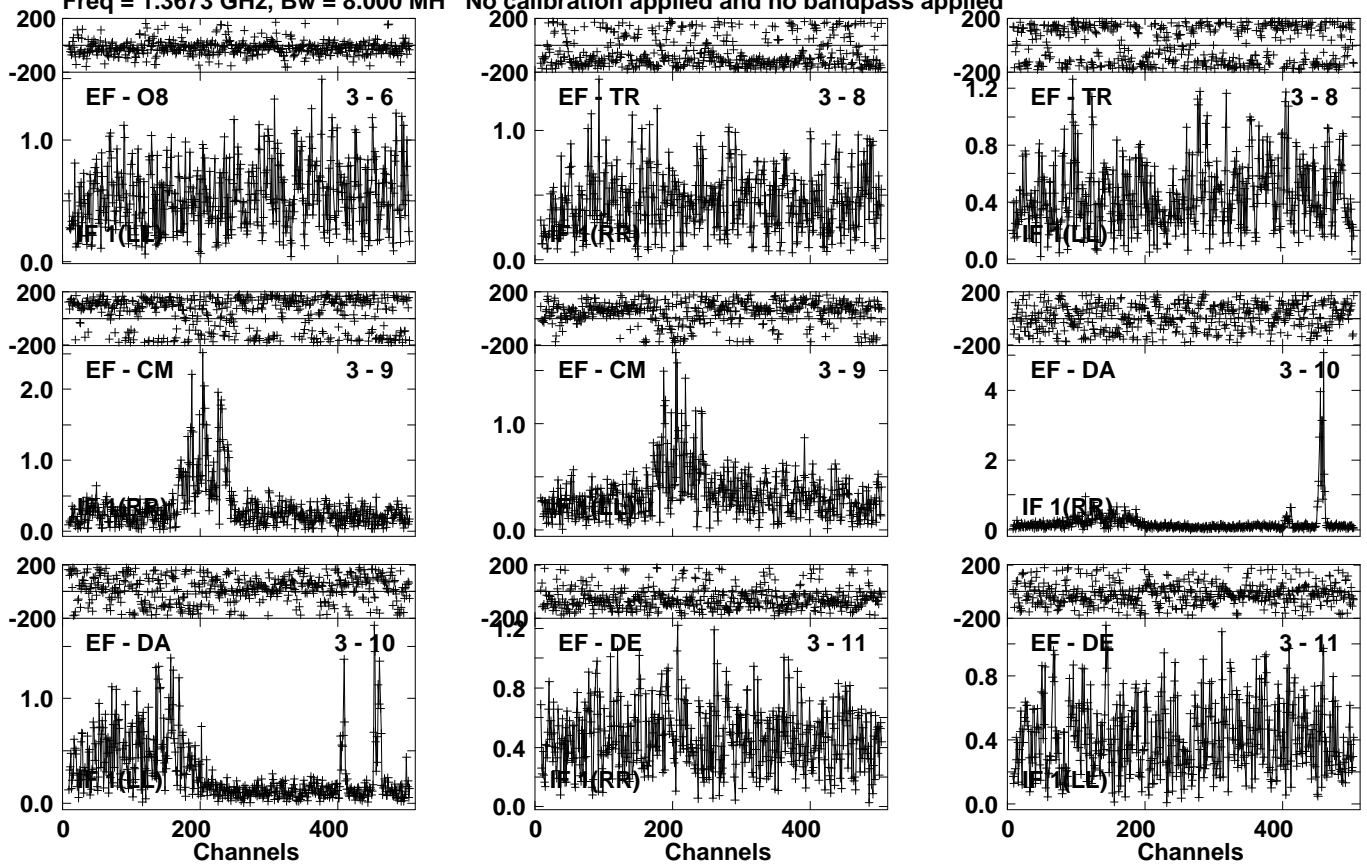 Freq = 1.3673 GHz, Bw = 8.000 MH No calibration applied and no bandpass applied
200
-200
EF - O8 3 - 6
1.0
IF 1(LL)
0.0
200
-200
EF - TR 3 - 8
1.0
IF 1(RR)
0.0
200
-200
1.2
EF - TR 3 - 8
0.8
0.4
IF 1(LL)
0.0
200
-200
EF - CM 3 - 9
2.0
1.0
IF 1(RR)
0.0
200
-200
EF - CM 3 - 9
1.0
IF 1(LL)
0.0
200
-200
EF - DA 3 - 10
4
2
IF 1(RR)
0
200
-200
EF - DA 3 - 10
1.0
IF 1(LL)
0.0
0 200 400
Channels
200
-200
1.2
EF - DE 3 - 11
0.8
0.4
IF 1(RR)
0.0
0 200 400
Channels
200
-200
EF - DE 3 - 11
0.8
0.4
IF 1(LL)
0.0
0 200 400
Channels